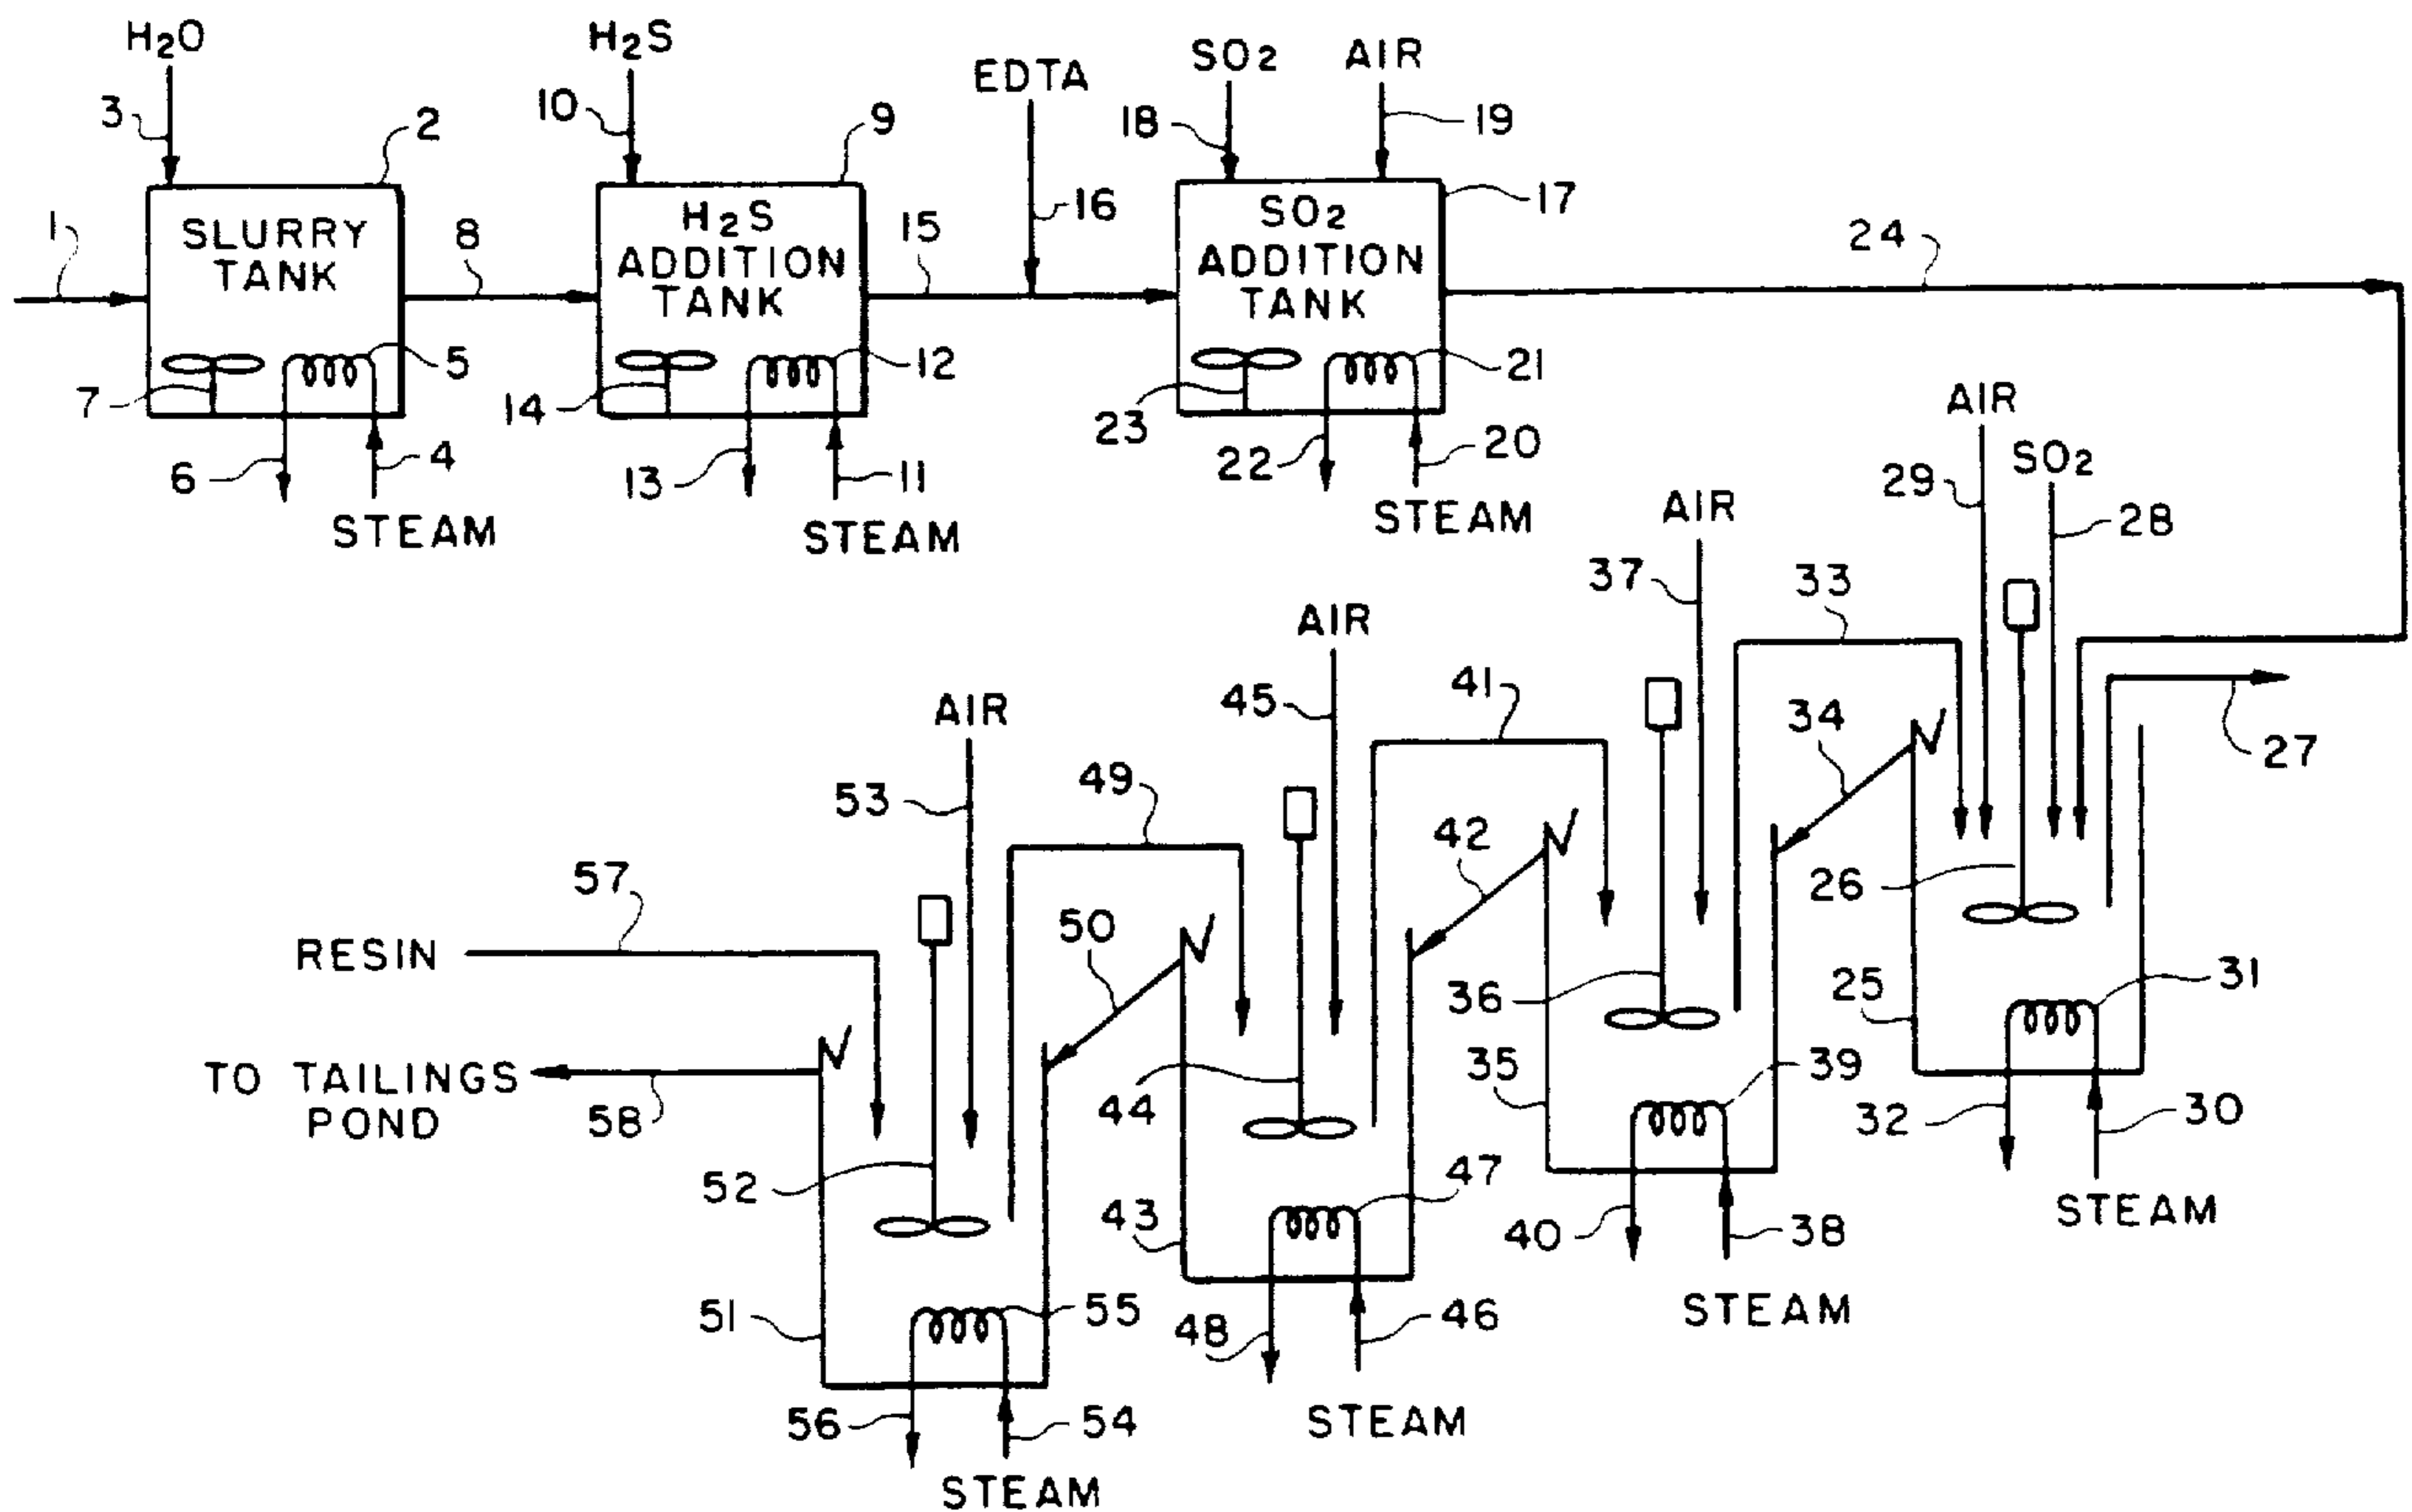 H2O
H2S
EDTA
SO2
AIR
3
2
10
9
18
19
1
SLURRY
TANK
8
H2S
ADDITION
TANK
15
16
SO2
ADDITION
TANK
17
24
7
5
14
12
23
21
6
4
STEAM
13
11
STEAM
22
20
STEAM
AIR
29
SO2
28
AIR
37
33
AIR
45
41
34
27
AIR
53
49
42
26
57
RESIN
50
36
25
31
TO TAILINGS
POND
58
44
35
39
32
30
STEAM
52
43
47
40
38
STEAM
51
55
48
46
STEAM
56
54
STEAM